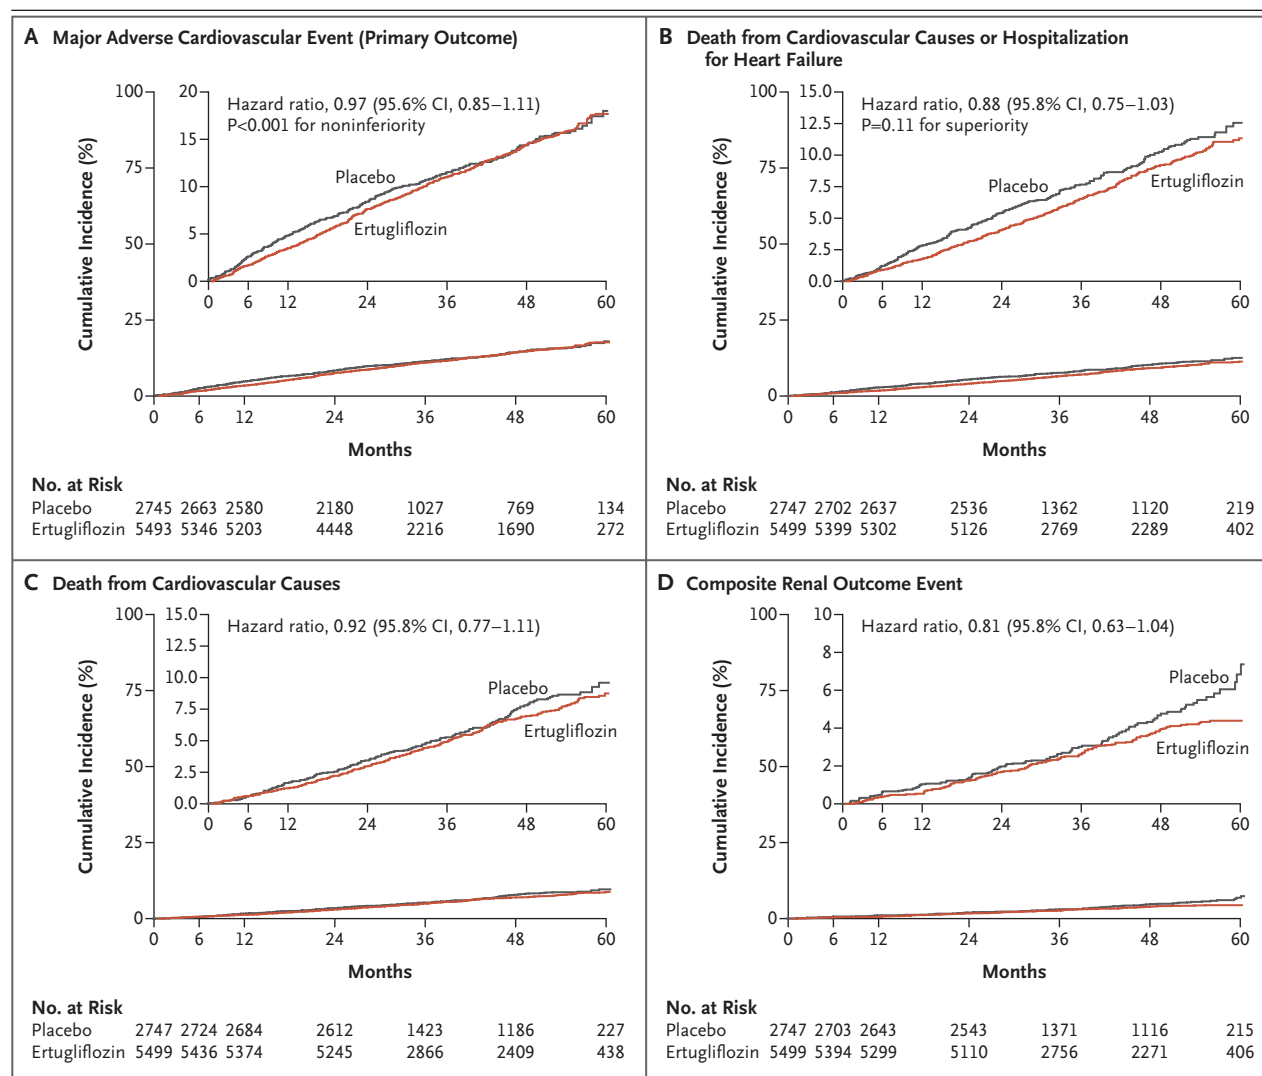 A Major Adverse Cardiovascular Event (Primary Outcome)
Cumulative Incidence (%)
100
75
50
25
0
20
15
10
5
0
Hazard ratio, 0.97 (95.6% CI, 0.85–1.11)
P<0.001 for noninferiority
Placebo
Ertugliflozin
0 6 12 24 36 48 60
0 6 12 24 36 48 60
Months
No. at Risk
Placebo 2745 2663 2580 2180 1027 769 134
Ertugliflozin 5493 5346 5203 4448 2216 1690 272
B Death from Cardiovascular Causes or Hospitalization
for Heart Failure
Cumulative Incidence (%)
100
75
50
25
0
15.0
12.5
10.0
7.5
5.0
2.5
0.0
Hazard ratio, 0.88 (95.8% CI, 0.75–1.03)
P=0.11 for superiority
Placebo
Ertugliflozin
0 6 12 24 36 48 60
0 6 12 24 36 48 60
Months
No. at Risk
Placebo 2747 2702 2637 2536 1362 1120 219
Ertugliflozin 5499 5399 5302 5126 2769 2289 402
C Death from Cardiovascular Causes
Cumulative Incidence (%)
100
75
50
25
0
15.0
12.5
10.0
7.5
5.0
2.5
0.0
Hazard ratio, 0.92 (95.8% CI, 0.77–1.11)
Placebo
Ertugliflozin
0 6 12 24 36 48 60
0 6 12 24 36 48 60
Months
No. at Risk
Placebo 2747 2724 2684 2612 1423 1186 227
Ertugliflozin 5499 5436 5374 5245 2866 2409 438
D Composite Renal Outcome Event
Cumulative Incidence (%)
100
75
50
25
0
10
8
6
4
2
0
Hazard ratio, 0.81 (95.8% CI, 0.63–1.04)
Placebo
Ertugliflozin
0 6 12 24 36 48 60
0 6 12 24 36 48 60
Months
No. at Risk
Placebo 2747 2703 2643 2543 1371 1116 215
Ertugliflozin 5499 5394 5299 5110 2756 2271 406